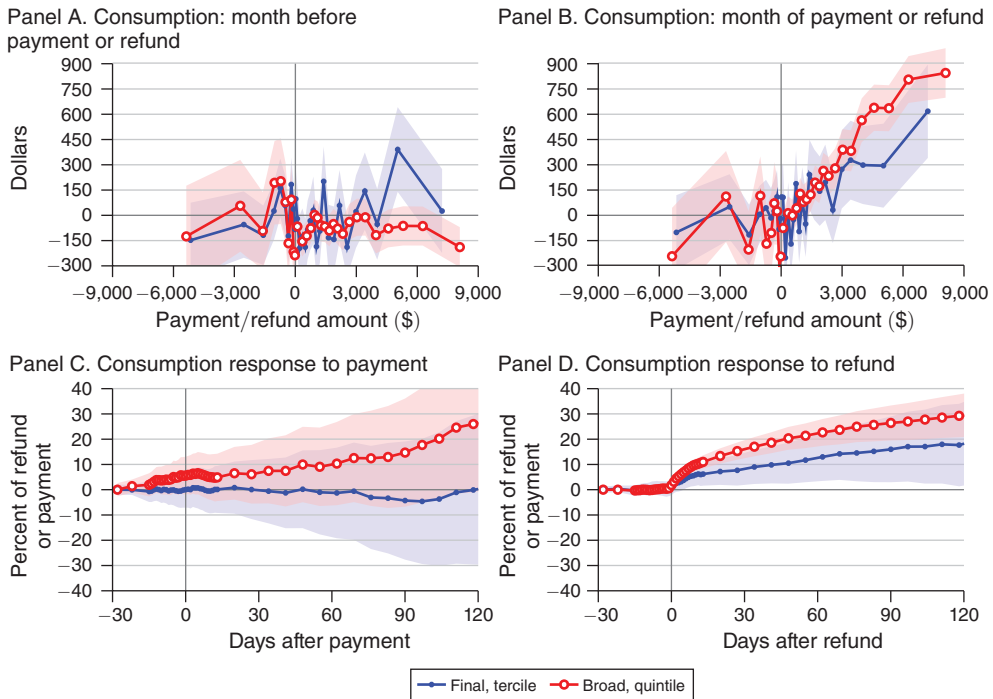 Panel A. Consumption: month before
payment or refund
Panel B. Consumption: month of payment or refund
900
750
600
450
300
150
0
−150
−300
Dollars
−9,000 −6,000 −3,000 0 3,000 6,000 9,000
Payment/refund amount ($)
900
750
600
450
300
150
0
−150
−300
Dollars
−9,000 −6,000 −3,000 0 3,000 6,000 9,000
Payment/refund amount ($)
Panel C. Consumption response to payment
40
30
20
10
0
−10
−20
−30
−40
Percent of refund
or payment
−30 0 30 60 90 120
Days after payment
Panel D. Consumption response to refund
40
30
20
10
0
−10
−20
−30
−40
Percent of refund
or payment
−30 0 30 60 90 120
Days after refund
Final, tercile
Broad, quintile